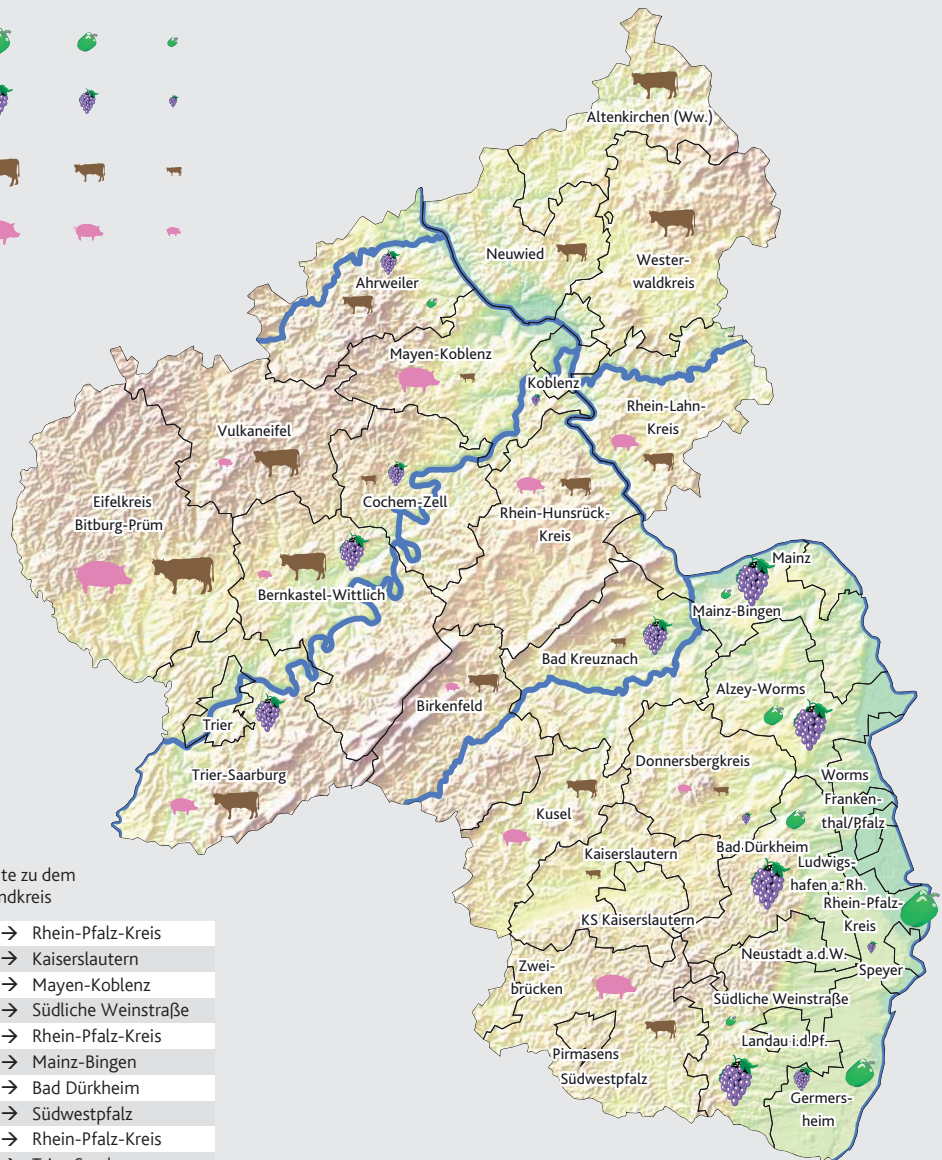 Altenkirchen (Ww.)
Neuwied
Wester-
waldkreis
Ahrweiler
Mayen-Koblenz
Koblenz
Rhein-Lahn-
Kreis
Vulkaneifel
Cochem-Zell
Eifelkreis
Bitburg-Prüm
Rhein-Hunsrück-
Kreis
Mainz
Bernkastel-Wittlich
Mainz-Bingen
Bad Kreuznach
Alzey-Worms
Birkenfeld
Trier
Donnersbergkreis
Trier-Saarburg
Worms
Franken-
thal/Pfalz
Kusel
Kaiserslautern
Bad Dürkheim
Ludwigs-
hafen a. Rh.
Rhein-Pfalz-
Kreis
KS Kaiserslautern
Neustadt a.d.W.
Speyer
Zwei-
brücken
Südliche Weinstraße
Landau i.d.Pf.
Pirmasens
Südwestpfalz
Germers-
heim
te zu dem
ndkreis
→ Rhein-Pfalz-Kreis
→ Kaiserslautern
→ Mayen-Koblenz
→ Südliche Weinstraße
→ Rhein-Pfalz-Kreis
→ Mainz-Bingen
→ Bad Dürkheim
→ Südwestpfalz
→ Rhein-Pfalz-Kreis